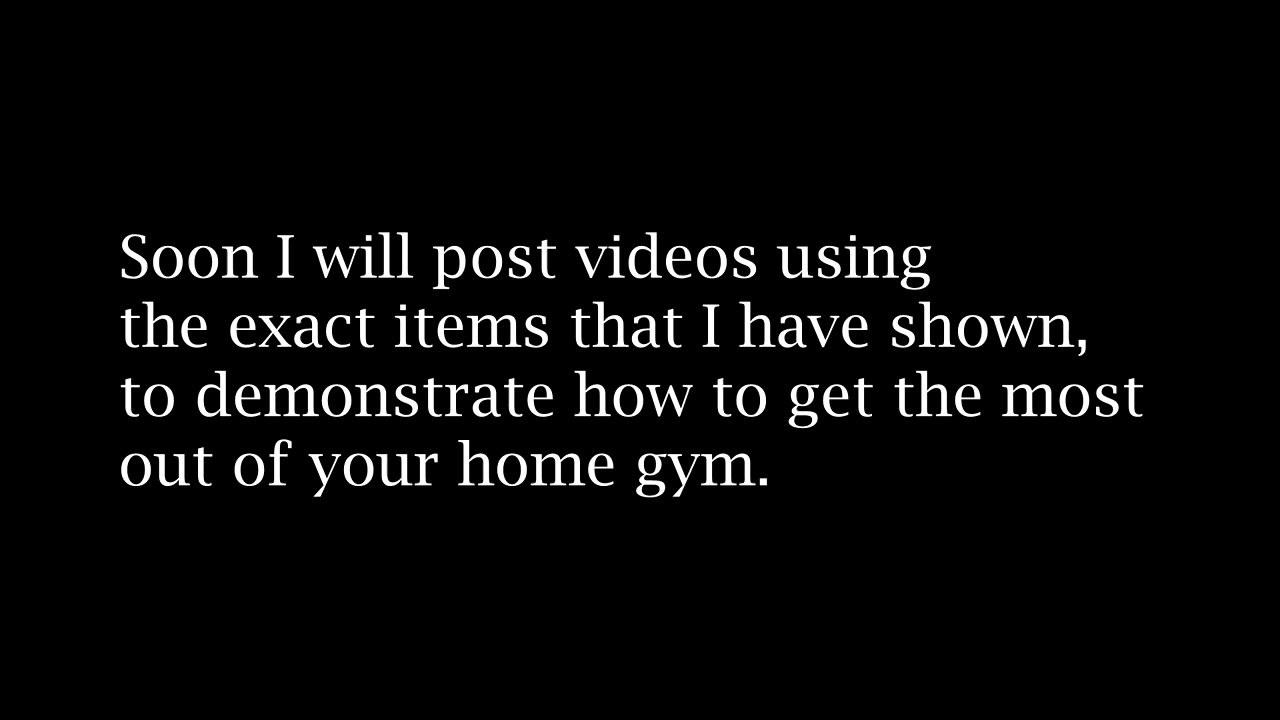 Soon I will post videos using
the exact items that I have shown,
to demonstrate how to get the most
out of your home gym.